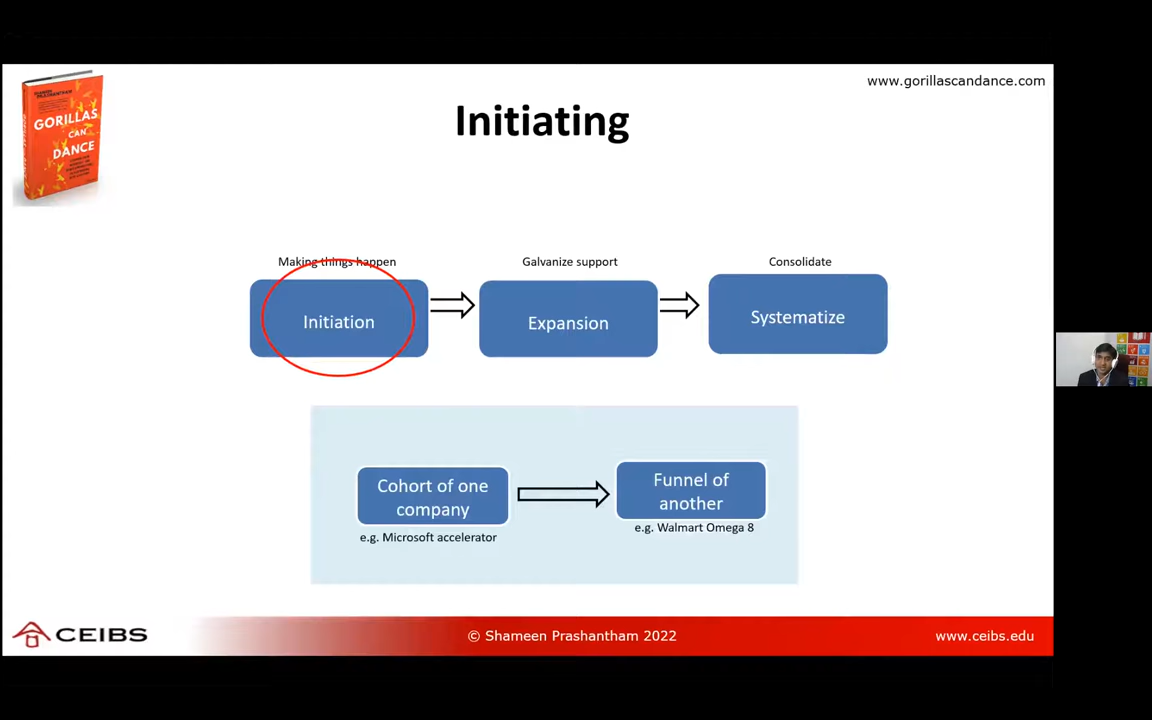 www.gorillascandance.com
GORILLAS
CAN
DANCE
Initiating
Making things happen
Galvanize support
Consolidate
Initiation
Expansion
Systematize
Cohort of one
company
Funnel of
another
e.g. Microsoft accelerator
e.g. Walmart Omega 8
CEIBS
© Shameen Prashantham 2022
www.ceibs.edu